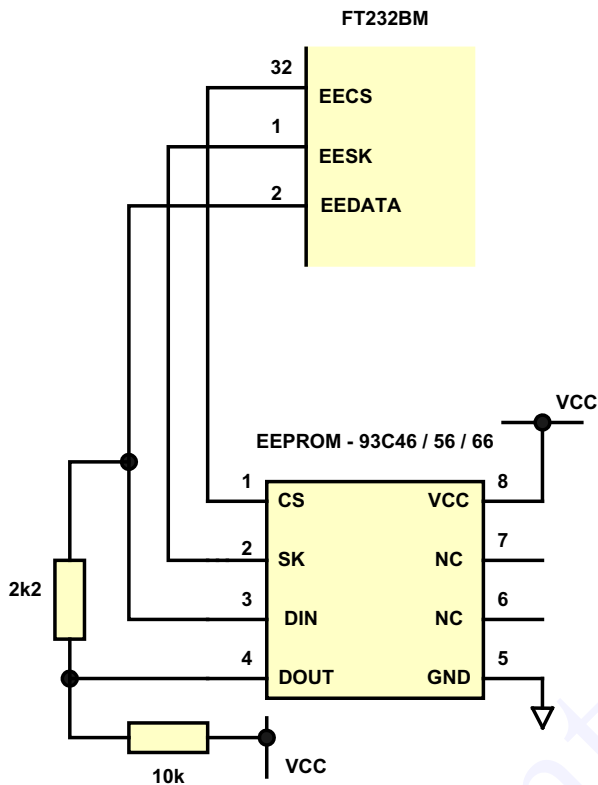 FT232BM
32
EECS
1
EESK
2
EEDATA
VCC
EEPROM - 93C46 / 56 / 66
1
CS
VCC
8
2
SK
NC
7
3
DIN
NC
6
4
DOUT
GND
5
2k2
10k
VCC